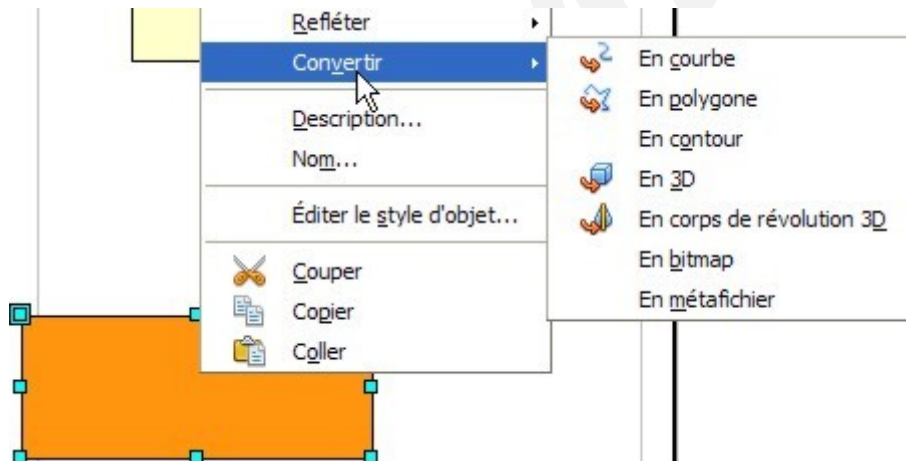 Refléter
Convertir
Description...
Nom...
Éditer le style d'objet...
Couper
Copier
Coller
En courbe
En polygone
En contour
En 3D
En corps de révolution 3D
En bitmap
En métafichier